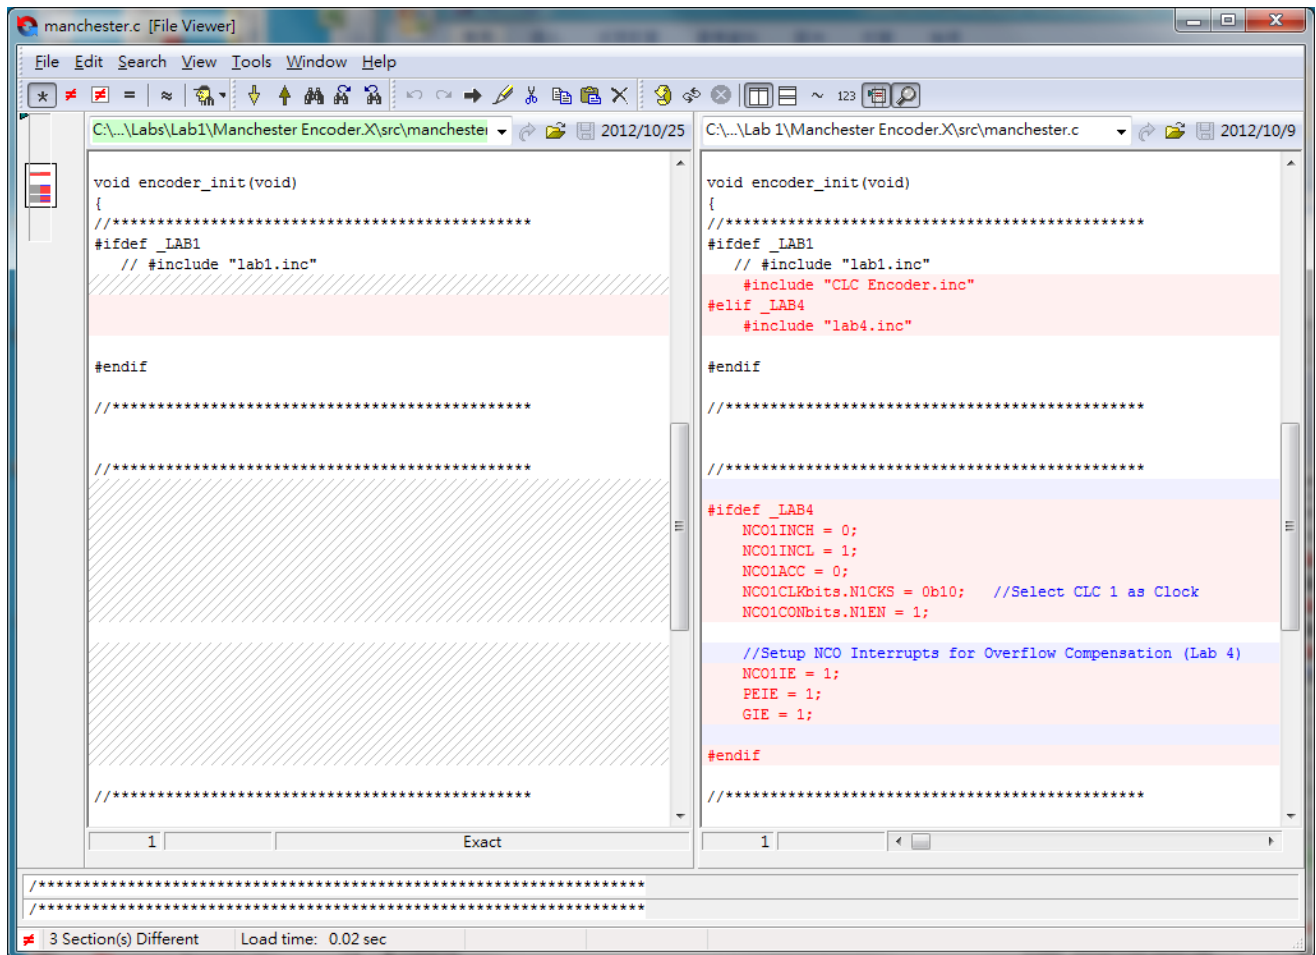 manchester.c [File Viewer]
File Edit Search View Tools Window Help
123
C:\...\Labs\Lab1\Manchester Encoder.X\src\manchester
2012/10/25
C:\...\Lab 1\Manchester Encoder.X\src\manchester.c
2012/10/9
void encoder_init(void)
{
//***********************************************
#ifdef _LAB1
// #include "lab1.inc"
#endif
//***********************************************
//***********************************************
//***********************************************
1
Exact
void encoder_init(void)
{
//***********************************************
#ifdef _LAB1
// #include "lab1.inc"
#include "CLC Encoder.inc"
#elif _LAB4
#include "lab4.inc"
#endif
//***********************************************
//***********************************************
#ifdef _LAB4
NCO1INCH = 0;
NCO1INCL = 1;
NCO1ACC = 0;
NCO1CLKbits.N1CKS = 0b10; //Select CLC 1 as Clock
NCO1CONbits.N1EN = 1;
//Setup NCO Interrupts for Overflow Compensation (Lab 4)
NCO1IE = 1;
PEIE = 1;
GIE = 1;
#endif
//***********************************************
1
/********************************************************************
/********************************************************************
3 Section(s) Different
Load time: 0.02 sec